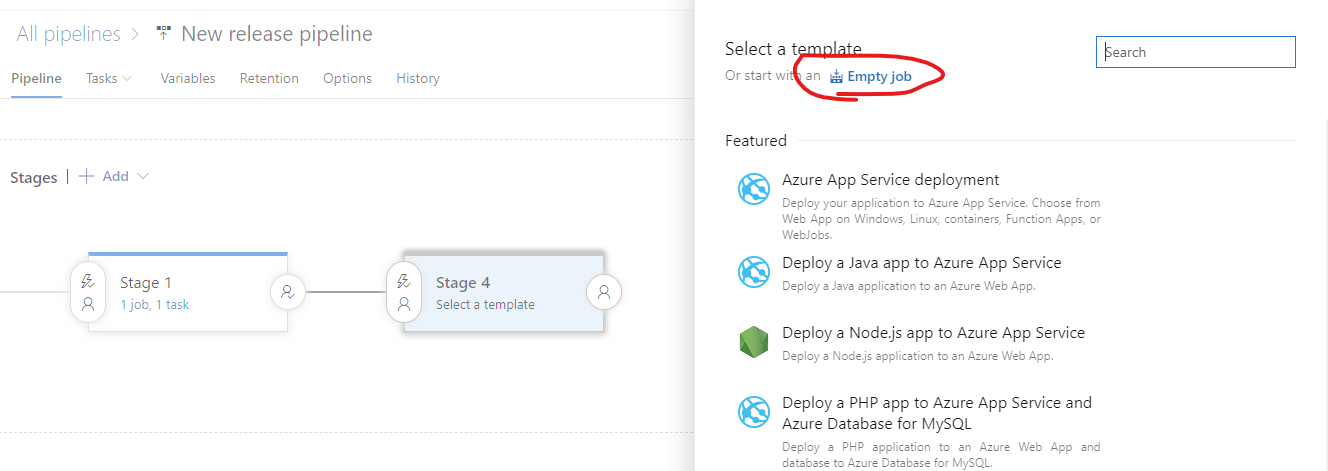 All pipelines > New release pipeline
Pipeline Tasks Variables Retention Options History
Stages | + Add
Stage 1
1 job, 1 task
Stage 4
Select a template
Select a template
Or start with an Empty job
Search
Featured
Azure App Service deployment
Deploy your application to Azure App Service. Choose from
Web App on Windows, Linux, containers, Function Apps, or
WebJobs.
Deploy a Java app to Azure App Service
Deploy a Java application to an Azure Web App.
Deploy a Node.js app to Azure App Service
Deploy a Node.js application to an Azure Web App.
Deploy a PHP app to Azure App Service and
Azure Database for MySQL
Deploy a PHP application to an Azure Web App and
database to Azure Database for MySQL.